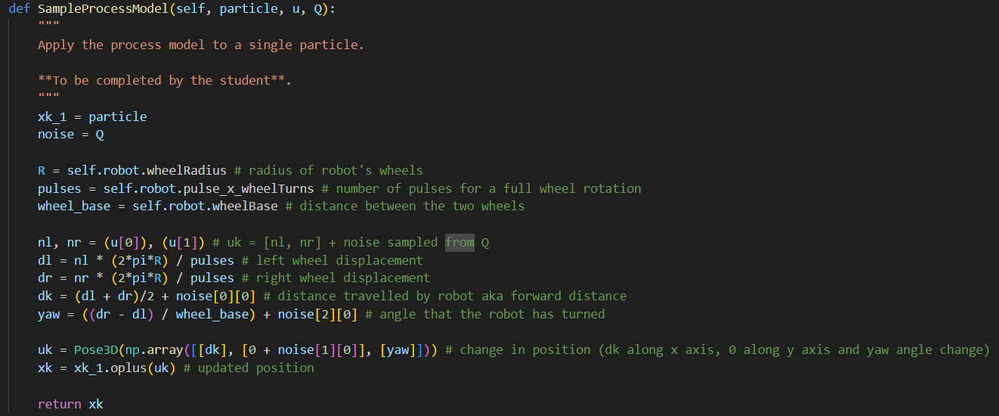 def SampleProcessModel(self, particle, u, Q):
"""
Apply the process model to a single particle.
**To be completed by the student**.
"""
xk_1 = particle
noise = Q
R = self.robot.wheelRadius # radius of robot's wheels
pulses = self.robot.pulse_x_wheelTurns # number of pulses for a full wheel rotation
wheel_base = self.robot.wheelBase # distance between the two wheels
nl, nr = (u[0]), (u[1]) # uk = [nl, nr] + noise sampled from Q
dl = nl * (2*pi*R) / pulses # left wheel displacement
dr = nr * (2*pi*R) / pulses # right wheel displacement
dk = (dl + dr)/2 + noise[0][0] # distance travelled by robot aka forward distance
yaw = ((dr - dl) / wheel_base) + noise[2][0] # angle that the robot has turned
uk = Pose3D(np.array([[dk], [0 + noise[1][0]], [yaw]])) # change in position (dk along x axis, 0 along y axis and yaw angle change)
xk = xk_1.oplus(uk) # updated position
return xk